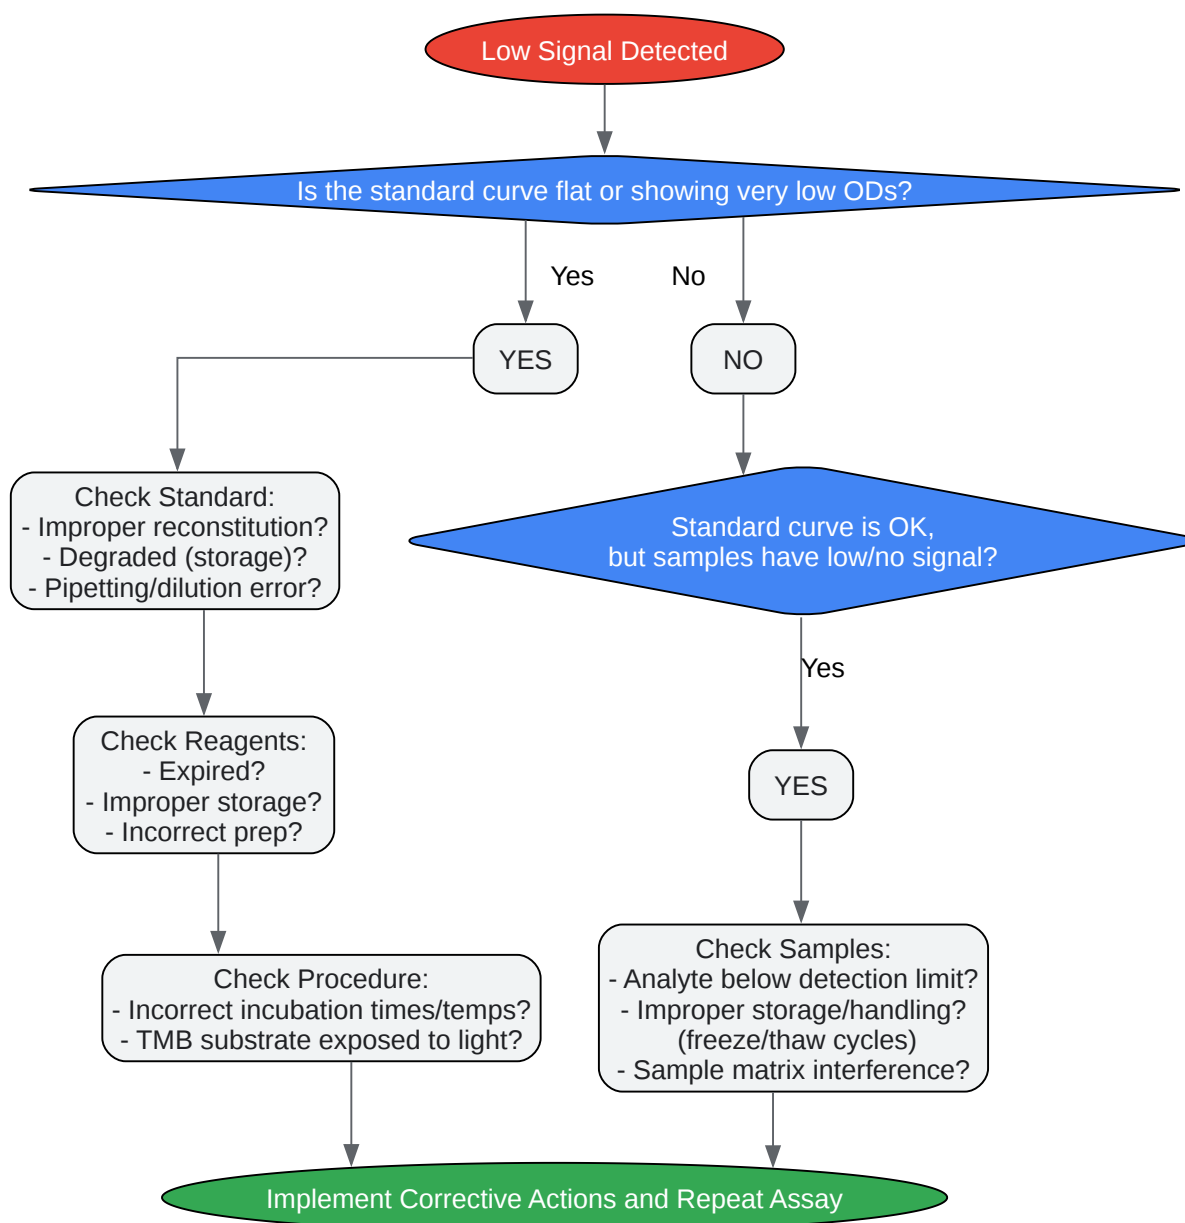 Low Signal Detected
Is the standard curve flat or showing very low ODs?
Yes
No
YES
NO
Check Standard:
- Improper reconstitution?
- Degraded (storage)?
- Pipetting/dilution error?
Standard curve is OK,
but samples have low/no signal?
Yes
Check Reagents:
- Expired?
- Improper storage?
- Incorrect prep?
YES
Check Procedure:
- Incorrect incubation times/temps?
- TMB substrate exposed to light?
Check Samples:
- Analyte below detection limit?
- Improper storage/handling?
(freeze/thaw cycles)
- Sample matrix interference?
Implement Corrective Actions and Repeat Assay